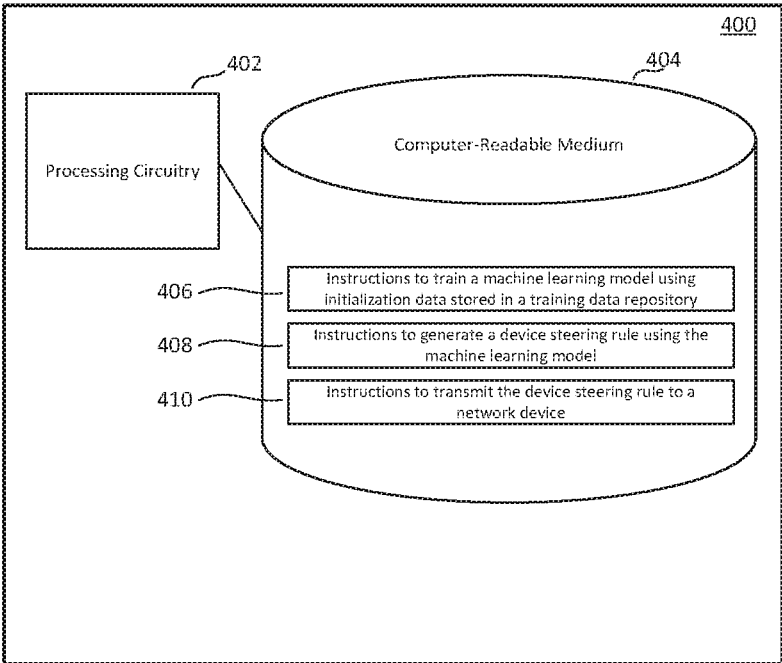 400
402
404
Processing Circuitry
Computer-Readable Medium
406
Instructions to train a machine learning model using
initialization data stored in a training data repository
408
Instructions to generate a device steering rule using the
machine learning model
410
Instructions to transmit the device steering rule to a
network device